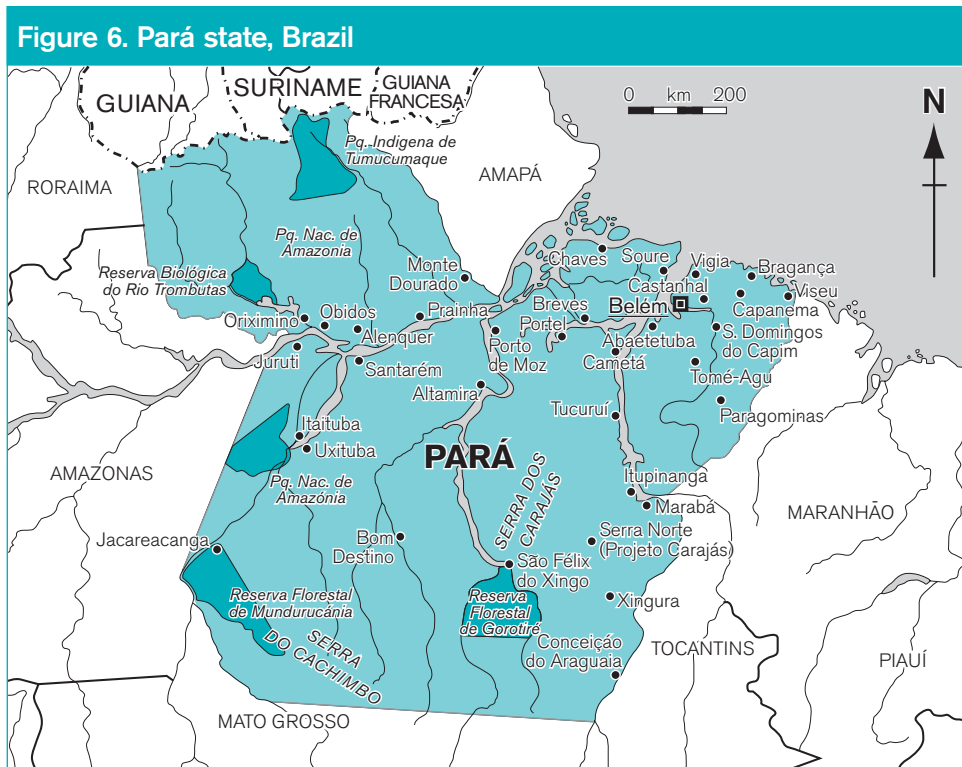 Figure 6. Pará state, Brazil
GUIANA
SURINAME
GUIANA
FRANCESA
0 km 200
N
Pq. Indigena de
Tumucumaque
RORAIMA
AMAPÁ
Pq. Nac. de
Amazonia
Reserva Biológica
do Rio Trombutas
Monte
Dourado
Chaves
Soure
Vigia
Bragança
Castanhal
Viseu
Belém
Capanema
Breves
Prainha
Obidos
Oriximino
Alenquer
Portel
Abaetetuba
S. Domingos
do Capim
Juruti
Porto
de Moz
Cametá
Santarém
Tomé-Agu
Altamira
Tucuruí
Paragominas
Itaituba
Uxituba
PARÁ
AMAZONAS
Pq. Nac. de
Amazónia
SERRA DOS
CARAJÁS
Itupinanga
Marabá
MARANHÃO
Jacareacanga
Bom
Destino
Serra Norte
(Projeto Carajás)
São Félix
do Xingo
Reserva Florestal
de Mundurucánia
Reserva
Florestal
de Gorotiré
Xingura
SERRA
DO CACHIMBO
Conceição
do Araguaia
TOCANTINS
PIAUÍ
MATO GROSSO